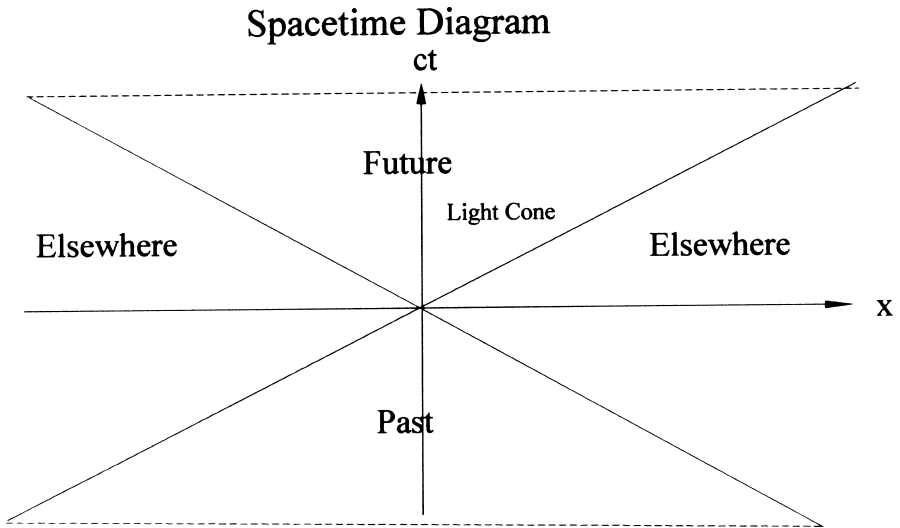 Spacetime Diagram
ct
Future
Light Cone
Elsewhere
Elsewhere
x
Past